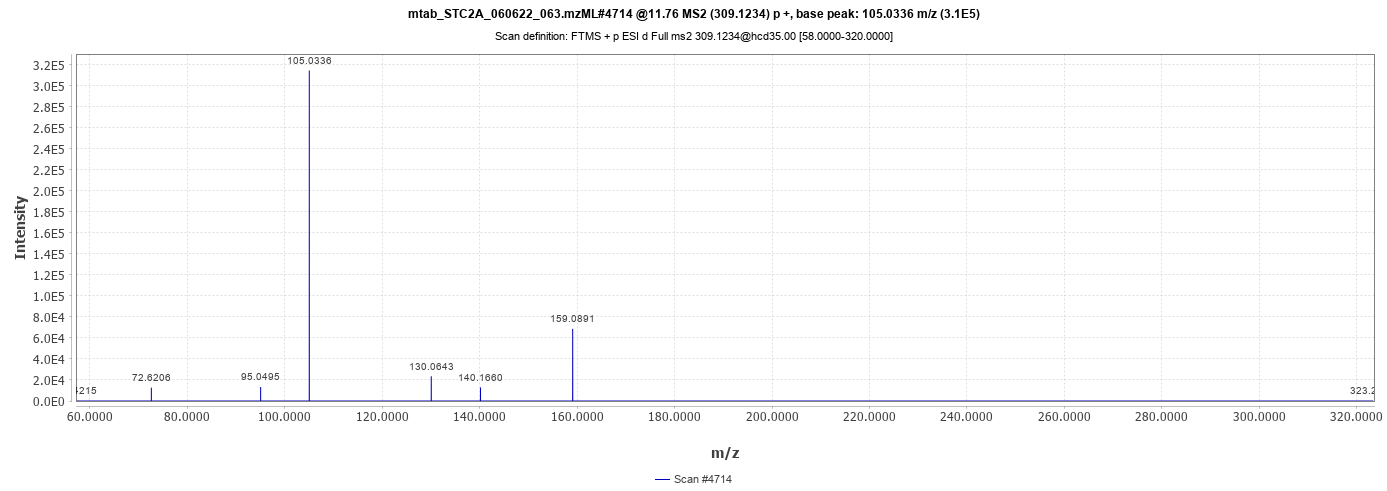 mtab_STC2A_060622_063.mzML#4714 @11.76 MS2 (309.1234) p +, base peak: 105.0336 m/z (3.1E5)
Scan definition: FTMS + p ESI d Full ms2 309.1234@hcd35.00 [58.0000-320.0000]
105.0336
3.2E5
3.0E5
2.8E5
2.6E5
2.4E5
2.2E5
2.0E5
1.8E5
1.6E5
1.4E5
1.2E5
1.0E5
8.0E4
6.0E4
4.0E4
2.0E4
0.0E0
Intensity
159.0891
130.0643
72.6206
95.0495
140.1660
215
323.2
60.0000 80.0000 100.0000 120.0000 140.0000 160.0000 180.0000 200.0000 220.0000 240.0000 260.0000 280.0000 300.0000 320.0000
m/z
Scan #4714